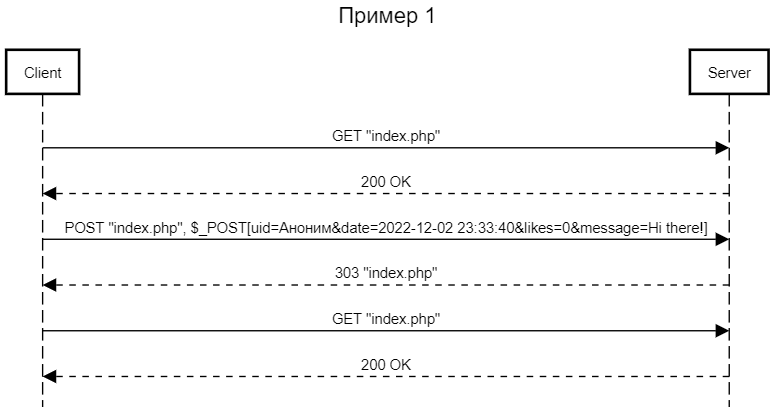 Пример 1
Client
Server
GET "index.php"
200 OK
POST "index.php", $_POST[uid=Аноним&date=2022-12-02 23:33:40&likes=0&message=Hi there!]
303 "index.php"
GET "index.php"
200 OK